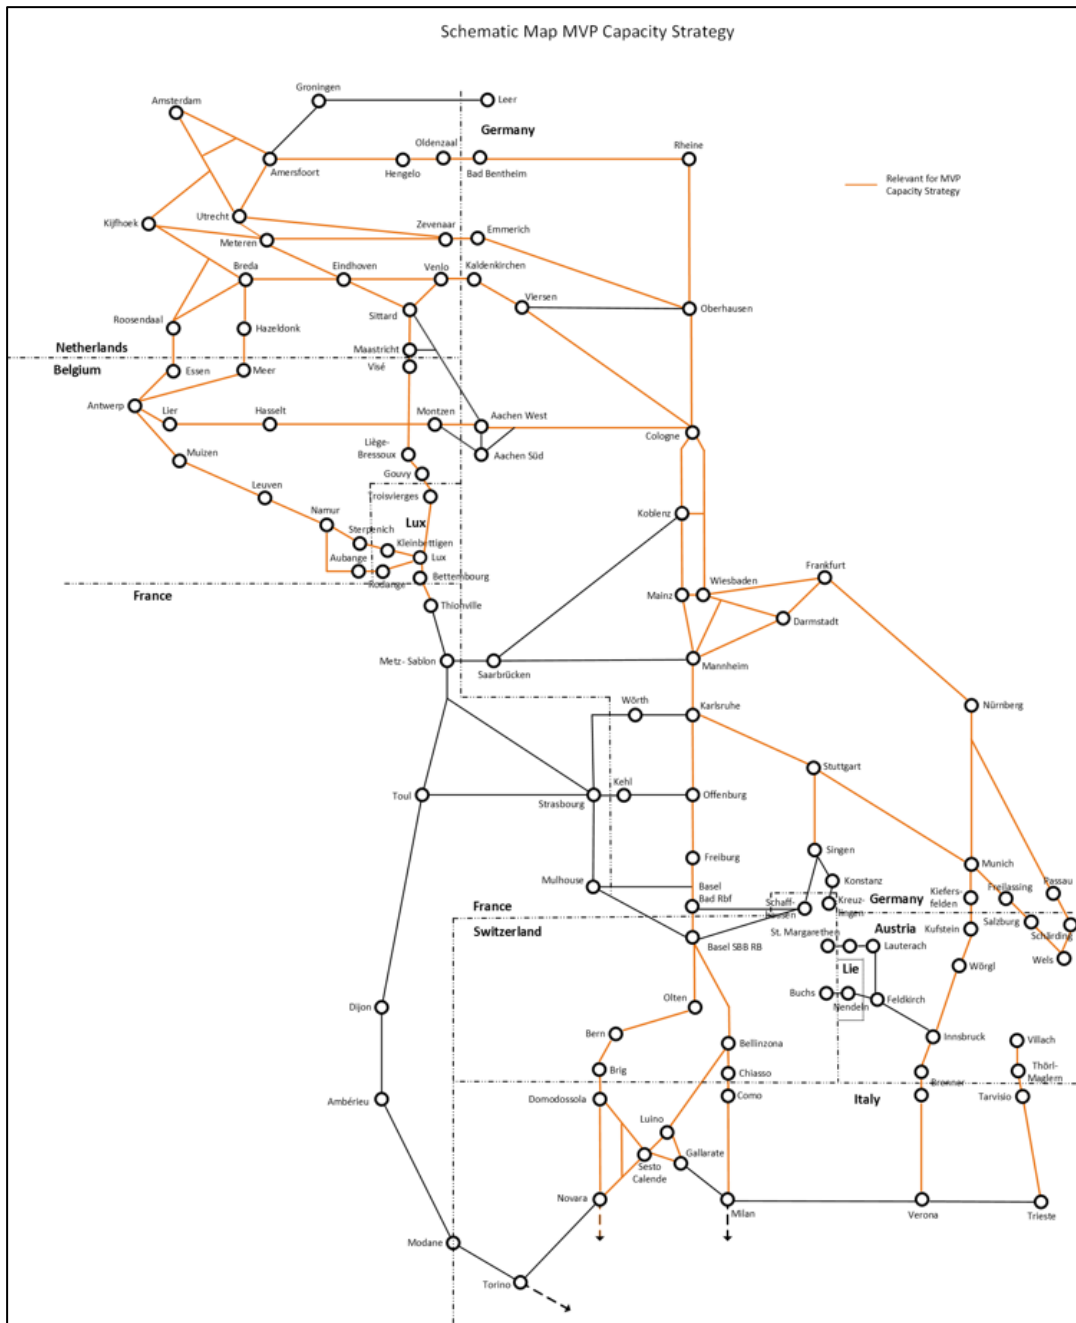 Schematic Map MVP Capacity Strategy
Groningen
Amsterdam
Leer
Germany
Oldenzaal
Rheine
Amersfoort
Hengelo
Bad Bentheim
Relevant for MVP
Capacity Strategy
Utrecht
Kijfhoek
Zevenaar
Emmerich
Meteren
Breda
Eindhoven
Venlo
Kaldenkirchen
Viersen
Oberhausen
Roosendaal
Sittard
Hazeldonk
Netherlands
Maastricht
Belgium
Essen
Meer
Visé
Antwerp
Lier
Hasselt
Montzen
Aachen West
Cologne
Muizen
Liège-
Bressoux
Aachen Süd
Gouvy
Leuven
Troisvierges
Namur
Lux
Koblenz
Sterpenich
Kleinbettigen
Aubange
Lux
Rodange
Bettembourg
France
Thionville
Frankfurt
Mainz
Wiesbaden
Darmstadt
Metz- Sablon
Saarbrücken
Mannheim
Wörth
Karlsruhe
Nürnberg
Stuttgart
Toul
Kehl
Strasbourg
Offenburg
Singen
Freiburg
Munich
Mulhouse
Basel
Bad Rbf
Konstanz
Kiefers-
felden
Freilassing
Passau
Schaff-
hausen
Kreuz-
lingen
Germany
France
Switzerland
St. Margarethen
Austria
Kufstein
Salzburg
Schärding
Basel SBB RB
Lauterach
Wels
Lie
Wörgl
Buchs
Nendeln
Feldkirch
Olten
Dijon
Bern
Bellinzona
Innsbruck
Villach
Brig
Chiasso
Brenner
Thörl-
Maglern
Domodossola
Como
Italy
Tarvisio
Ambérieu
Luino
Gallarate
Sesto
Calende
Novara
Milan
Verona
Trieste
Modane
Torino